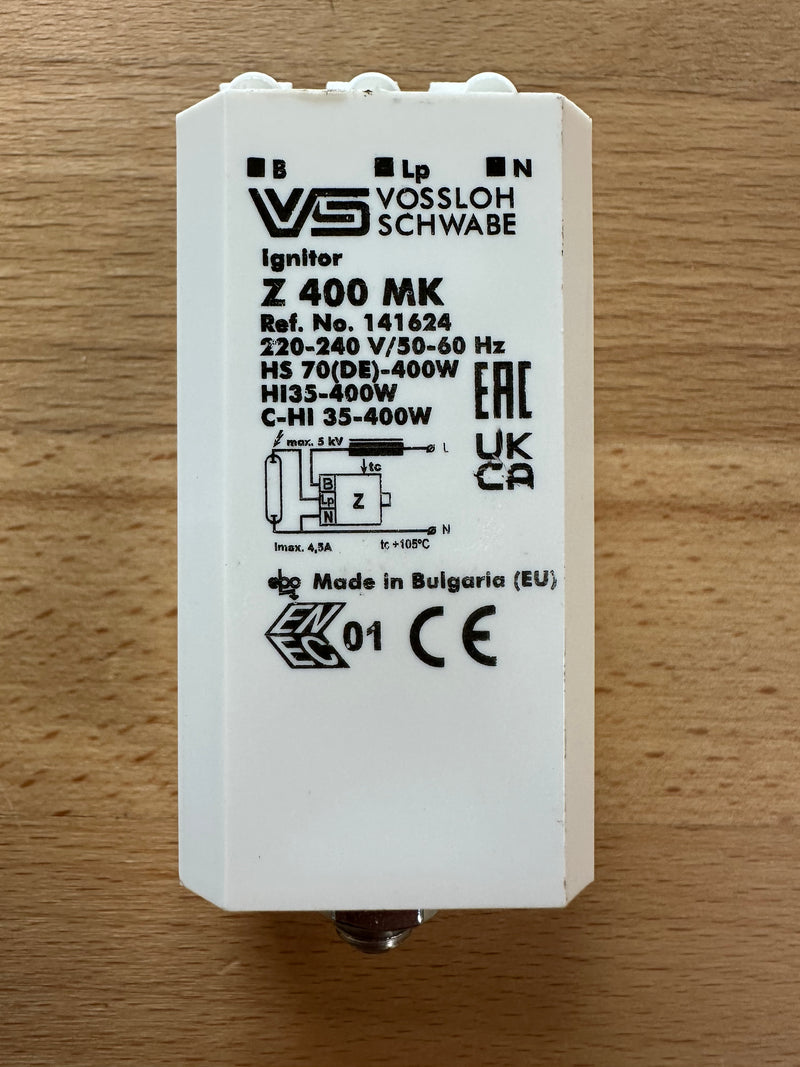 B Lp N
VS VOSSLOH
SCHWABE
Ignitor
Z 400 MK
Ref. No. 141624
220-240 V/50-60 Hz
HS 70(DE)-400W
HI35-400W
C-HI 35-400W
EAC
UK
CA
max. 5 kV
L
tc
B
Lp
N
Z
N
Imax. 4,5A tc +105°C
Made in Bulgaria (EU)
EN
EC
01 CE